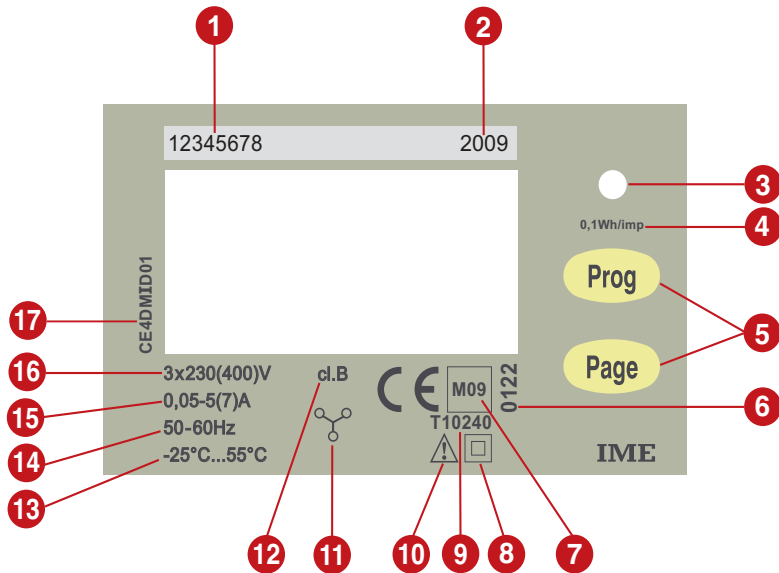 1
2
12345678
2009
3
0,1Wh/imp
4
Prog
5
Page
CE4DMID01
17
16
3x230(400)V
cl.B
CE
M09
0122
6
15
0,05-5(7)A
T10240
14
50-60Hz
IME
13
-25°C...55°C
12
11
10
9
8
7